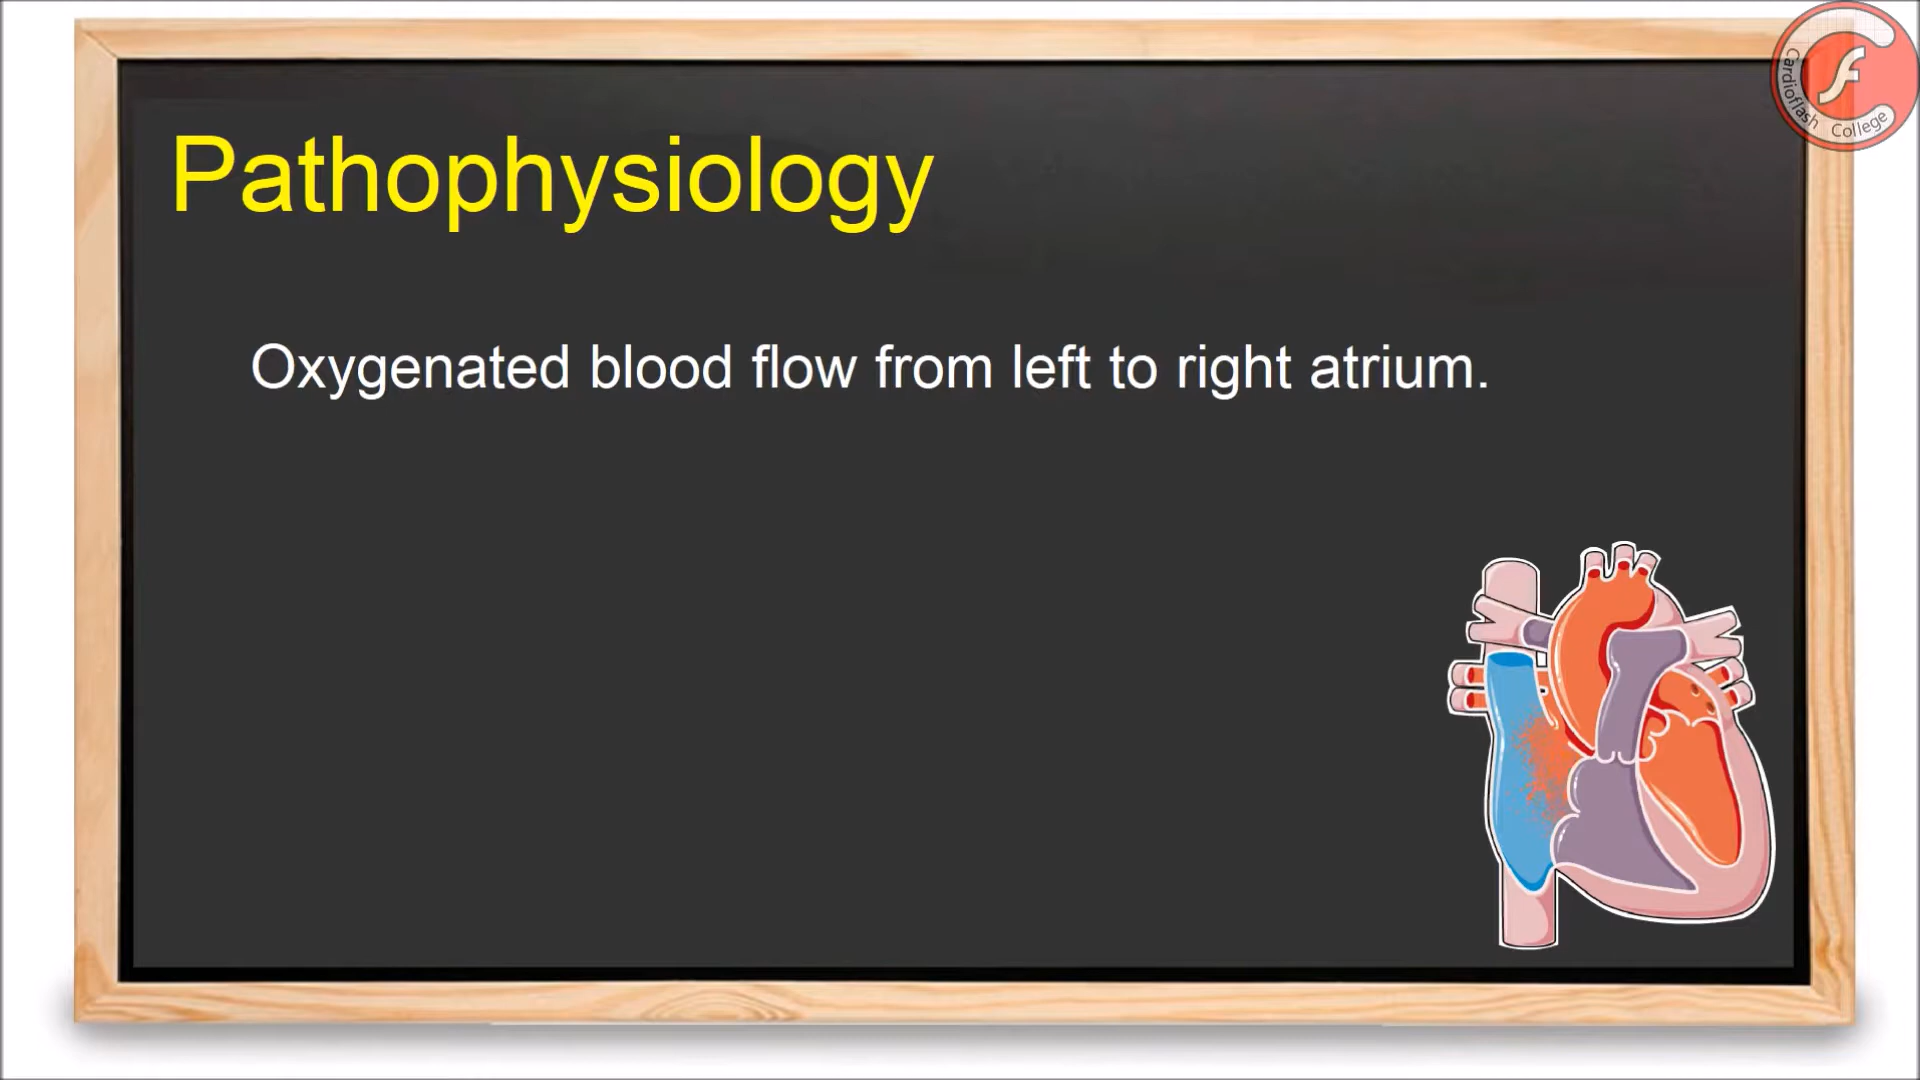 Pathophysiology
Oxygenated blood flow from left to right atrium.
Cardioflash College